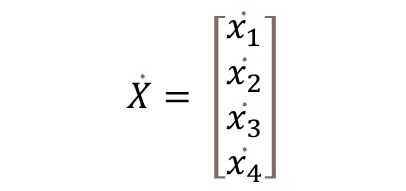 Ẋ = [ẋ₁
ẋ₂
ẋ₃
ẋ₄]